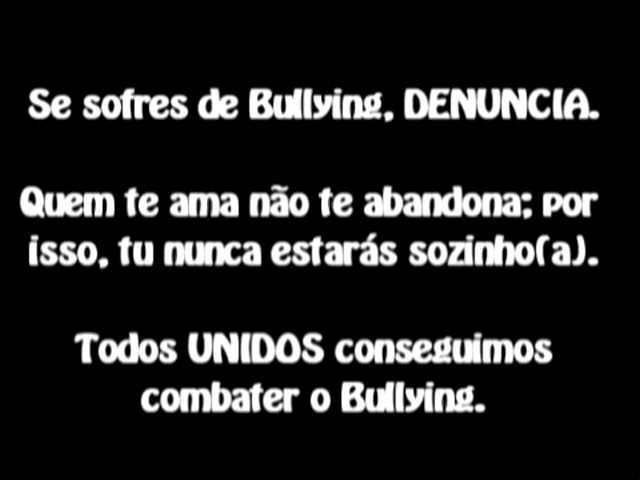 Se sofres de Bullying, DENUNCIA.
Quem te ama não te abandona; por
isso, tu nunca estarás sozinho(a).
Todos UNIDOS conseguimos
combater o Bullying.